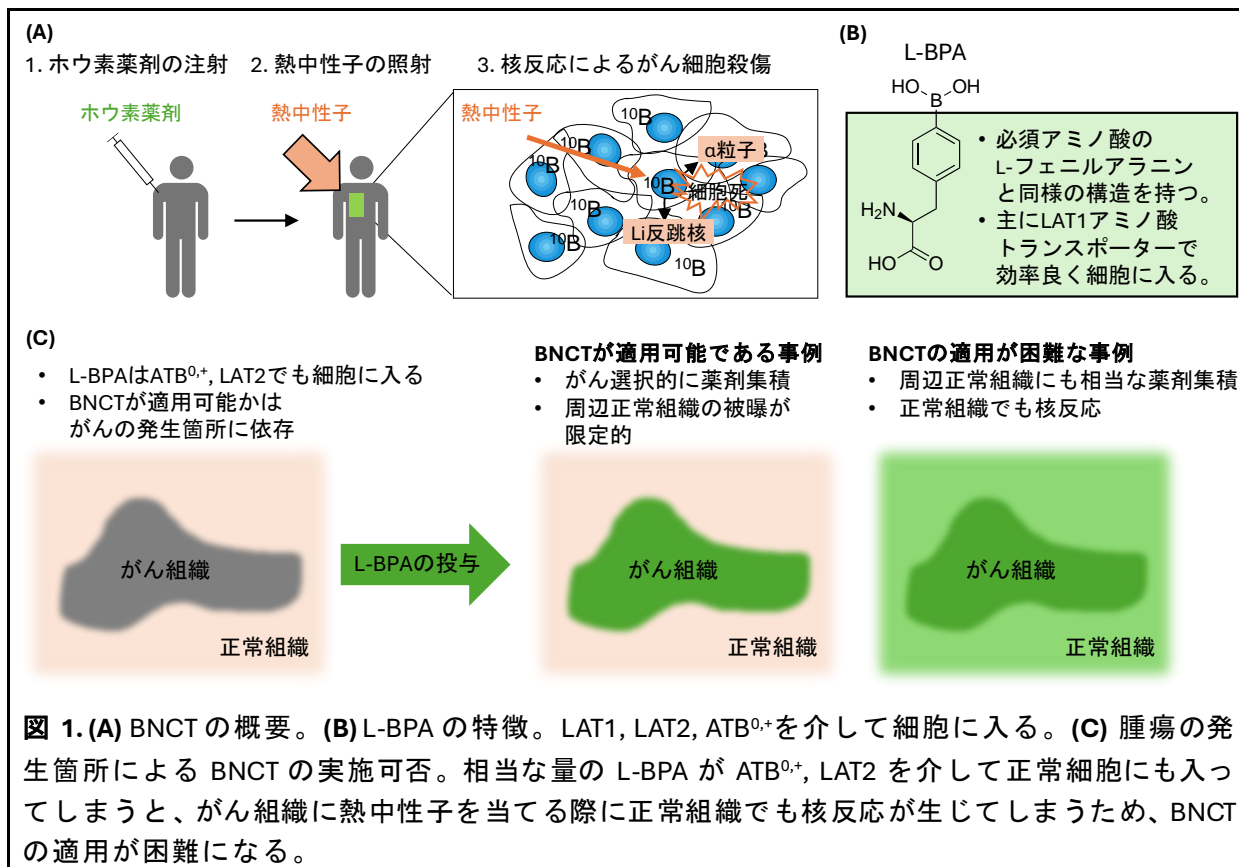 (A)
1. ホウ素薬剤の注射 2. 熱中性子の照射 3. 核反応によるがん細胞殺傷
ホウ素薬剤
熱中性子
熱中性子
10B
10B
10B
α粒子
B
10B
10B
細胞死
10B
10B
Li反跳核
10B
10B
(B)
L-BPA
HO
B
OH
H2N
HO
O
• 必須アミノ酸の
L-フェニルアラニン
と同様の構造を持つ。
• 主にLAT1アミノ酸
トランスポーターで
効率良く細胞に入る。
(C)
• L-BPAはATB0,+, LAT2でも細胞に入る
• BNCTが適用可能かは
がんの発生箇所に依存
がん組織
正常組織
L-BPAの投与
BNCTが適用可能である事例
• がん選択的に薬剤集積
• 周辺正常組織の被曝が
限定的
がん組織
正常組織
BNCTの適用が困難な事例
• 周辺正常組織にも相当な薬剤集積
• 正常組織でも核反応
がん組織
正常組織
図 1. (A) BNCT の概要。(B) L-BPA の特徴。LAT1, LAT2, ATB0,+を介して細胞に入る。(C) 腫瘍の発
生箇所による BNCT の実施可否。相当な量の L-BPA が ATB0,+, LAT2 を介して正常細胞にも入っ
てしまうと、がん組織に熱中性子を当てる際に正常組織でも核反応が生じてしまうため、BNCT
の適用が困難になる。